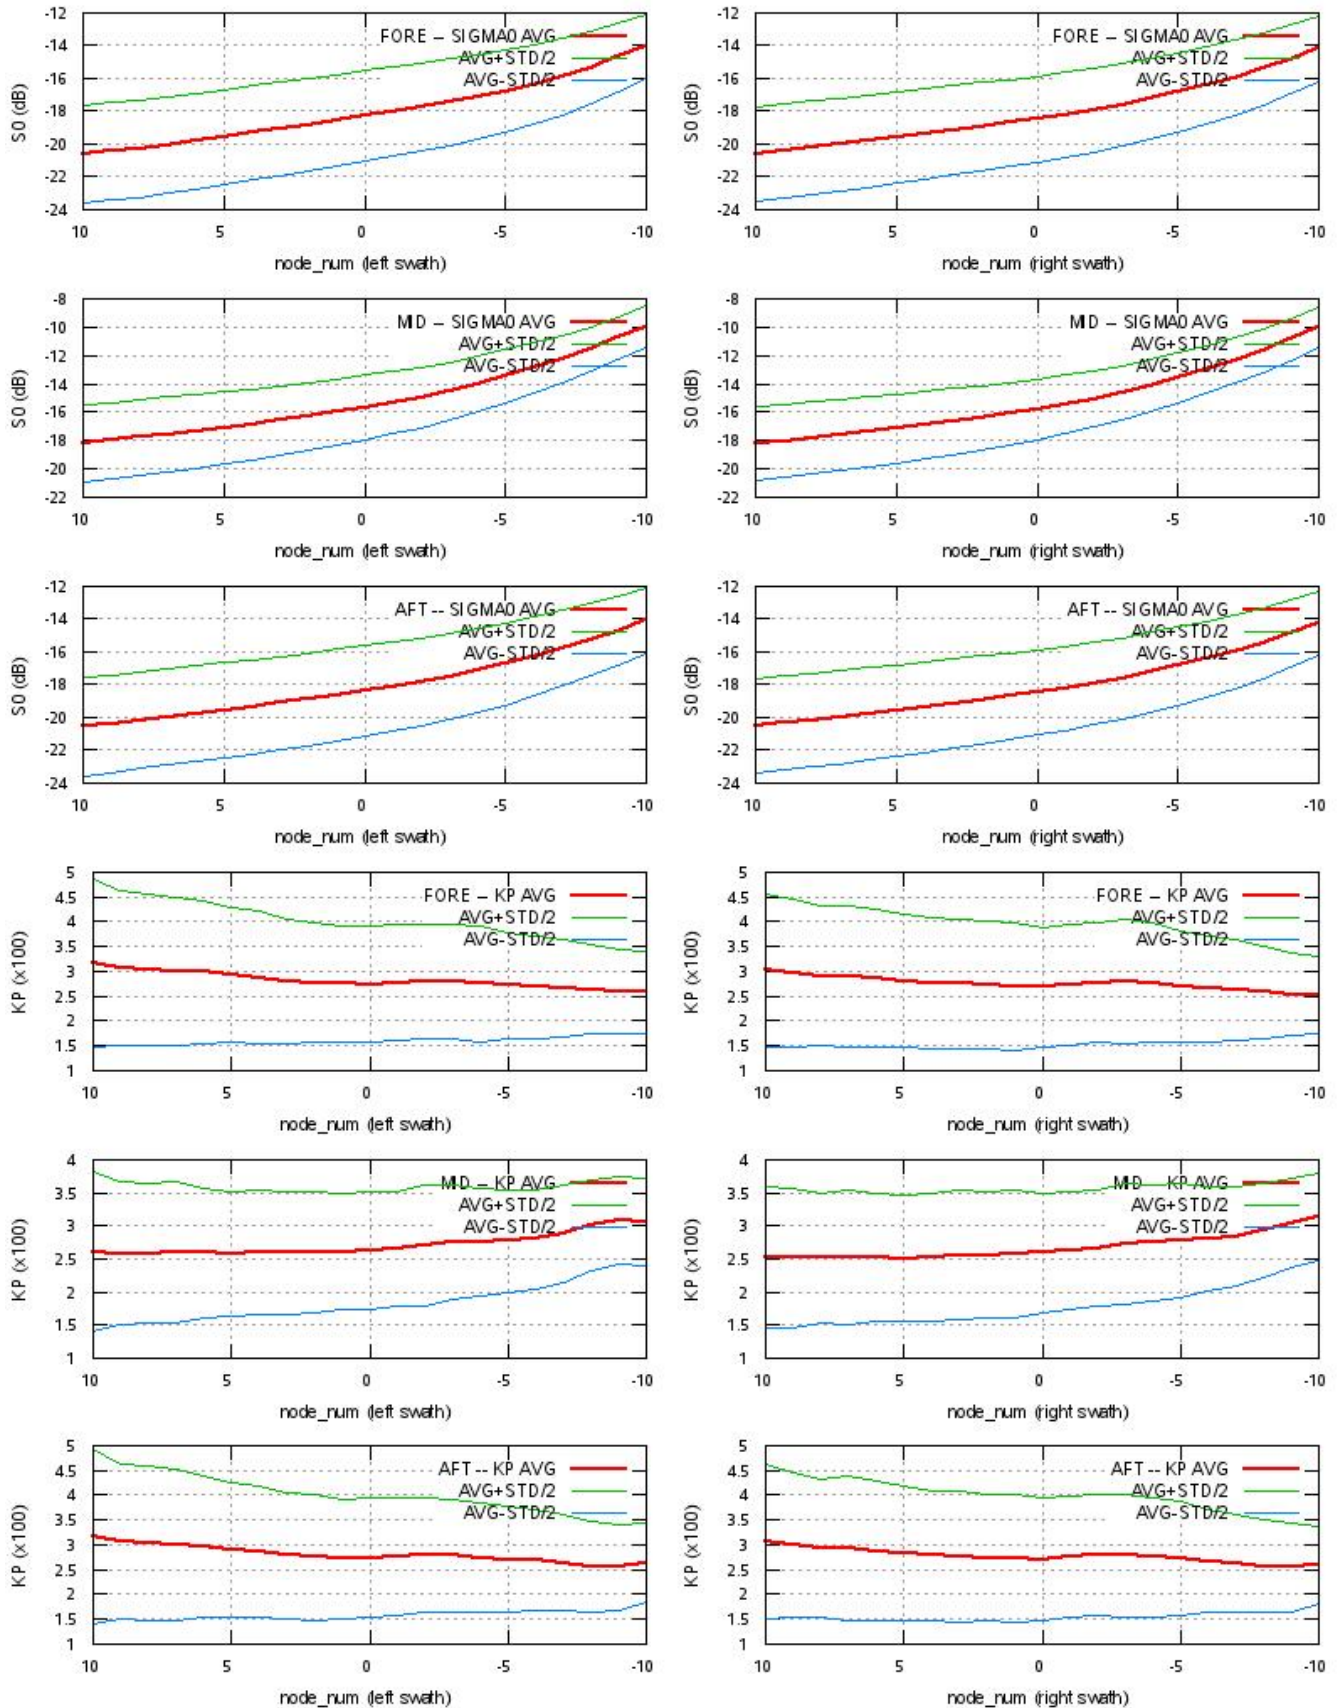 -12
-14
-16
-18
-20
-22
-24
S0 (dB)
FORE – SIGMA0 AVG
AVG+STD/2
AVG-STD/2
10 5 0 -5 -10
node_num (left swath)
-12
-14
-16
-18
-20
-22
-24
S0 (dB)
FORE – SIGMA0 AVG
AVG+STD/2
AVG-STD/2
10 5 0 -5 -10
node_num (right swath)
-8
-10
-12
-14
-16
-18
-20
-22
S0 (dB)
MID – SIGMA0 AVG
AVG+STD/2
AVG-STD/2
10 5 0 -5 -10
node_num (left swath)
-8
-10
-12
-14
-16
-18
-20
-22
S0 (dB)
MID – SIGMA0 AVG
AVG+STD/2
AVG-STD/2
10 5 0 -5 -10
node_num (right swath)
-12
-14
-16
-18
-20
-22
-24
S0 (dB)
AFT -- SIGMA0 AVG
AVG+STD/2
AVG-STD/2
10 5 0 -5 -10
node_num (left swath)
-12
-14
-16
-18
-20
-22
-24
S0 (dB)
AFT -- SIGMA0 AVG
AVG+STD/2
AVG-STD/2
10 5 0 -5 -10
node_num (right swath)
5
4.5
4
3.5
3
2.5
2
1.5
1
KP (x100)
FORE – KP AVG
AVG+STD/2
AVG-STD/2
10 5 0 -5 -10
node_num (left swath)
5
4.5
4
3.5
3
2.5
2
1.5
1
KP (x100)
FORE – KP AVG
AVG+STD/2
AVG-STD/2
10 5 0 -5 -10
node_num (right swath)
4
3.5
3
2.5
2
1.5
1
KP (x100)
MID – KP AVG
AVG+STD/2
AVG-STD/2
10 5 0 -5 -10
node_num (left swath)
4
3.5
3
2.5
2
1.5
1
KP (x100)
MID – KP AVG
AVG+STD/2
AVG-STD/2
10 5 0 -5 -10
node_num (right swath)
5
4.5
4
3.5
3
2.5
2
1.5
1
KP (x100)
AFT -- KP AVG
AVG+STD/2
AVG-STD/2
10 5 0 -5 -10
node_num (left swath)
5
4.5
4
3.5
3
2.5
2
1.5
1
KP (x100)
AFT -- KP AVG
AVG+STD/2
AVG-STD/2
10 5 0 -5 -10
node_num (right swath)